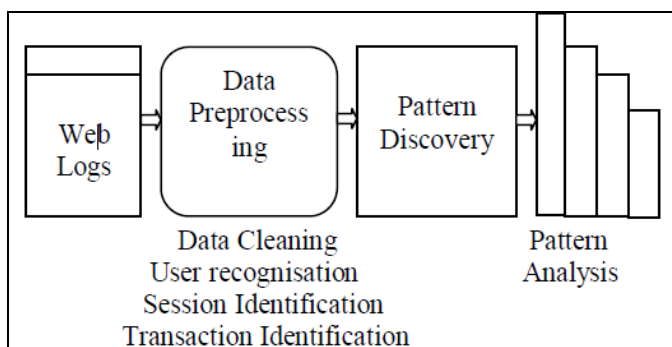 Web
Logs
Data
Preprocess
ing
Pattern
Discovery
Data Cleaning
User recognisation
Session Identification
Transaction Identification
Pattern
Analysis